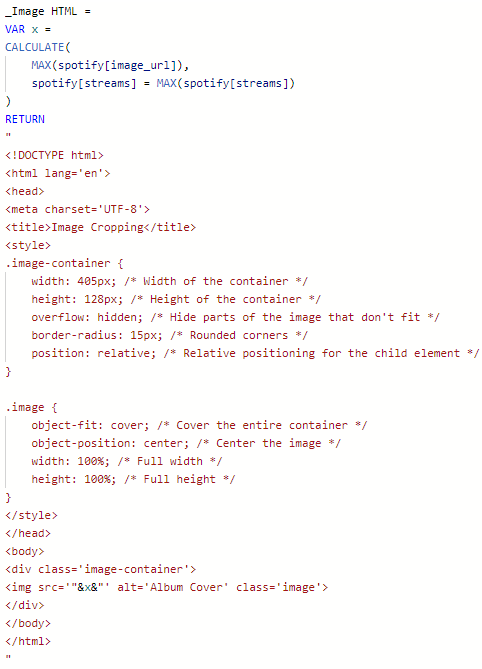 _Image HTML =
VAR x =
CALCULATE(
    MAX(spotify[image_url]),
    spotify[streams] = MAX(spotify[streams])
)
RETURN
"
<!DOCTYPE html>
<html lang='en'>
<head>
<meta charset='UTF-8'>
<title>Image Cropping</title>
<style>
.image-container {
    width: 405px; /* Width of the container */
    height: 128px; /* Height of the container */
    overflow: hidden; /* Hide parts of the image that don't fit */
    border-radius: 15px; /* Rounded corners */
    position: relative; /* Relative positioning for the child element */
}

.image {
    object-fit: cover; /* Cover the entire container */
    object-position: center; /* Center the image */
    width: 100%; /* Full width */
    height: 100%; /* Full height */
}
</style>
</head>
<body>
<div class='image-container'>
<img src='"&x&"' alt='Album Cover' class='image'>
</div>
</body>
</html>
"